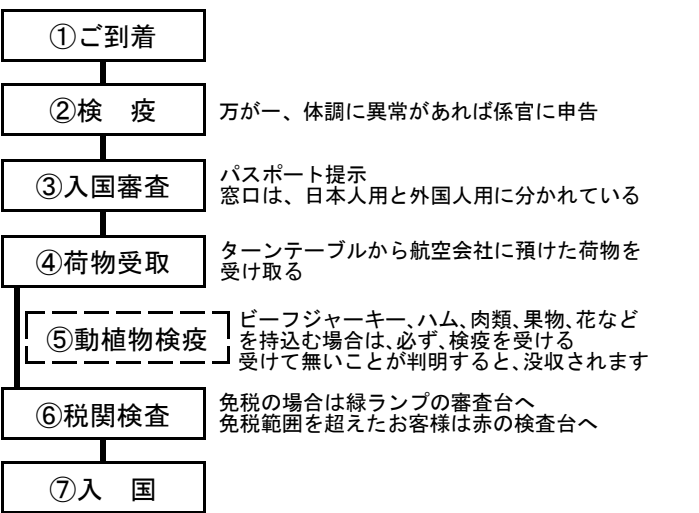 ①ご到着
②検　疫
万が一、体調に異常があれば係官に申告
③入国審査
パスポート提示
窓口は、日本人用と外国人用に分かれている
④荷物受取
ターンテーブルから航空会社に預けた荷物を
受け取る
⑤動植物検疫
ビーフジャーキー、ハム、肉類、果物、花など
を持込む場合は、必ず、検疫を受ける
受けて無いことが判明すると、没収されます
⑥税関検査
免税の場合は緑ランプの審査台へ
免税範囲を超えたお客様は赤の検査台へ
⑦入　国